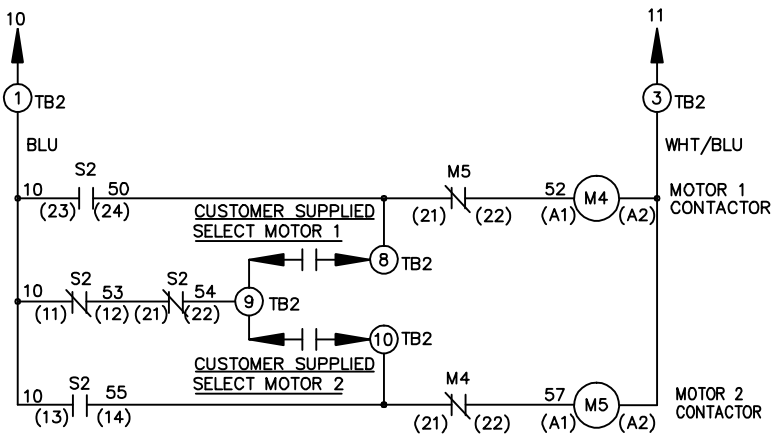 10 11
1 TB2 3 TB2
BLU WHT/BLU
S2 M5
10 50 52 M4 MOTOR 1
(23) (24) (21) (22) (A1) (A2) CONTACTOR
CUSTOMER SUPPLIED
SELECT MOTOR 1
8 TB2
S2 S2
10 53 54 9 TB2
(11) (12) (21) (22)
10 TB2
CUSTOMER SUPPLIED
SELECT MOTOR 2
S2 M4
10 55 57 M5 MOTOR 2
(13) (14) (21) (22) (A1) (A2) CONTACTOR